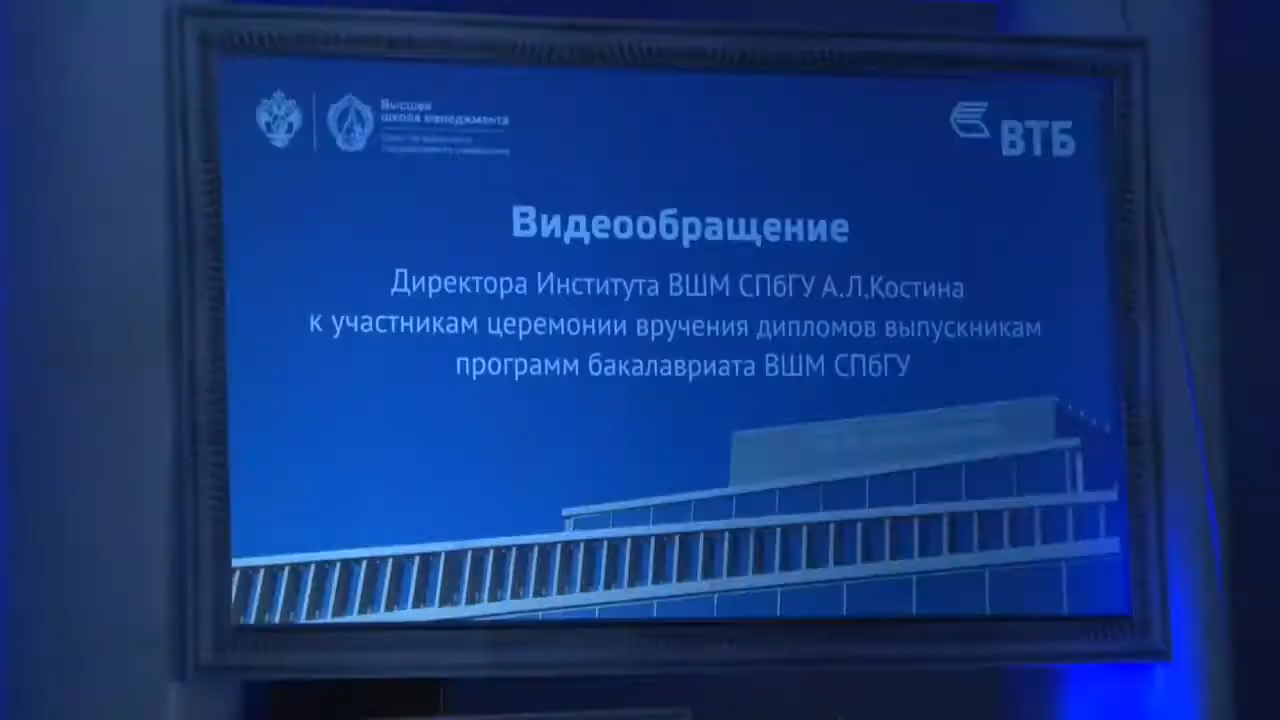 Высшая
школа менеджмента
ВТБ
Видеообращение
Директора Института ВШМ СПбГУ А.Л.Костина
к участникам церемонии вручения дипломов выпускникам
программ бакалавриата ВШМ СПбГУ